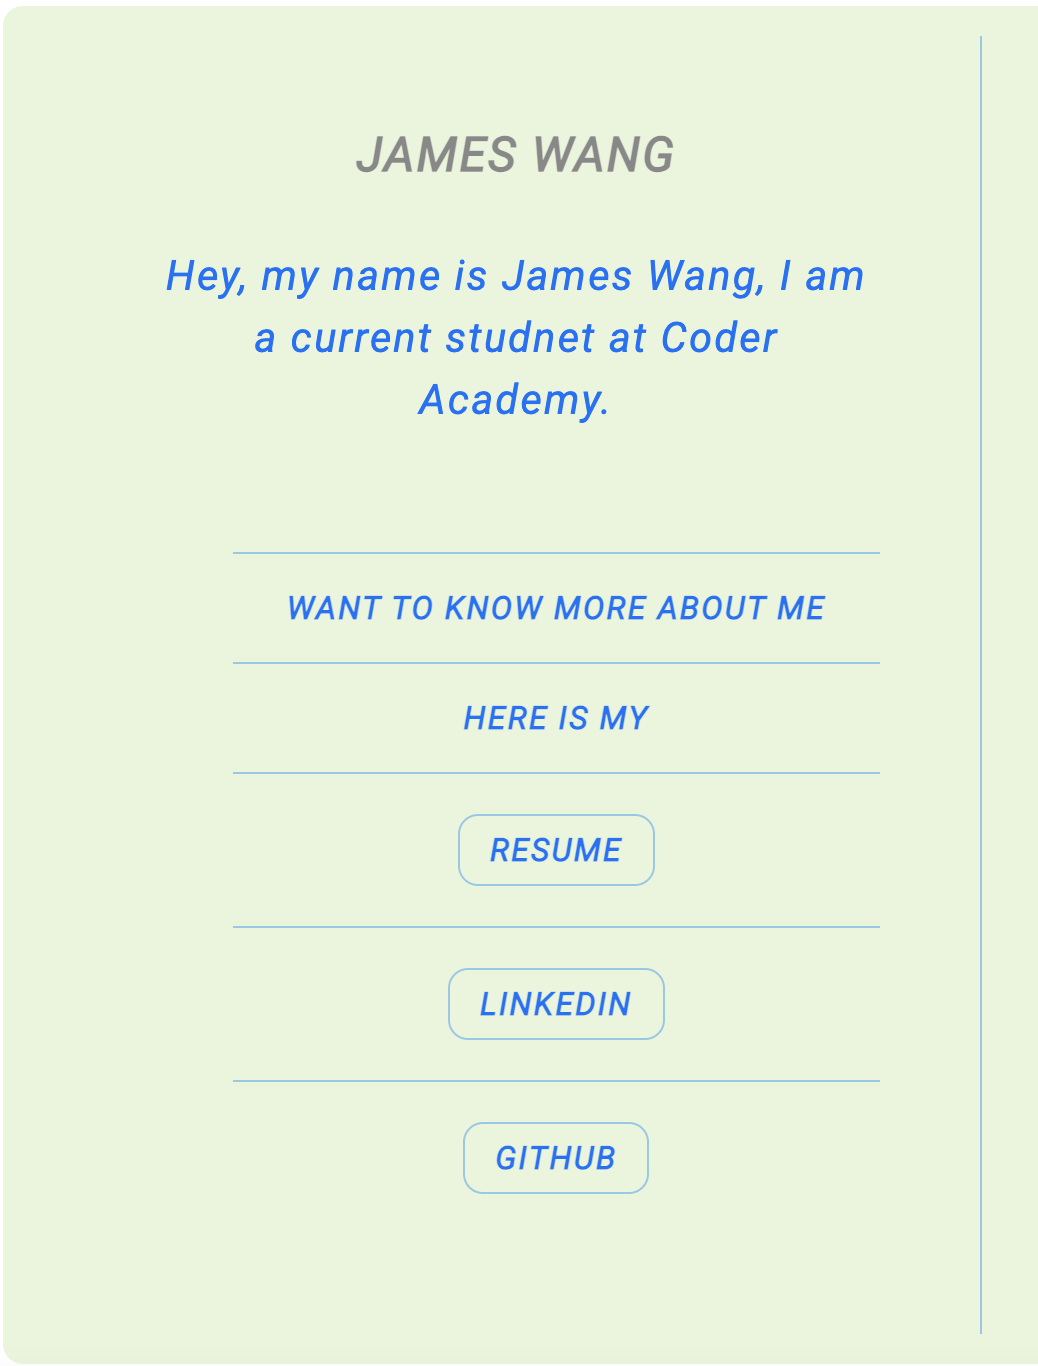 JAMES WANG
Hey, my name is James Wang, I am
a current studnet at Coder
Academy.
WANT TO KNOW MORE ABOUT ME
HERE IS MY
RESUME
LINKEDIN
GITHUB